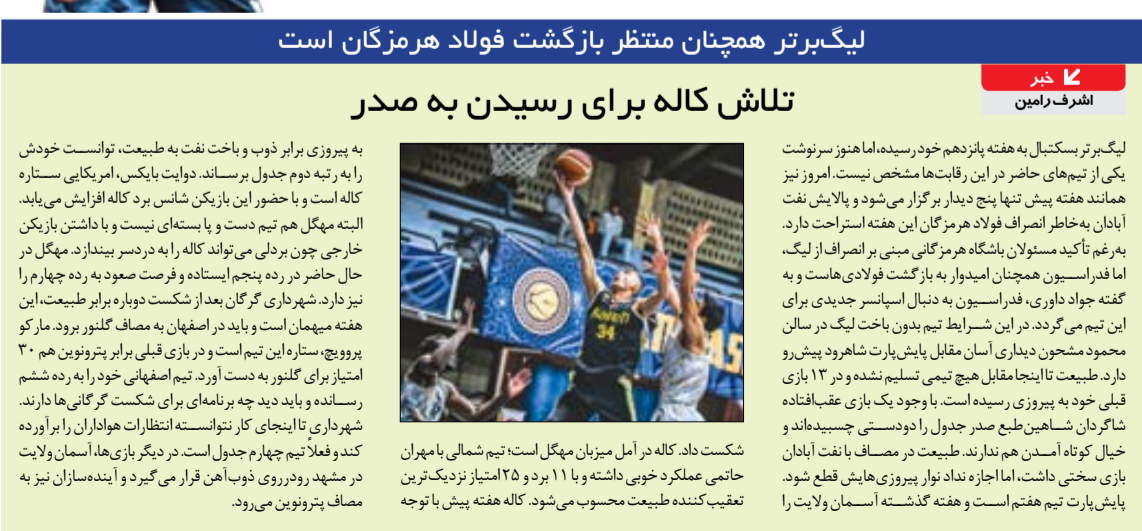 لیگ‌برتر همچنان منتظر بازگشت فولاد هرمزگان است
خبر
اشرف رامین
تلاش کاله برای رسیدن به صدر
لیگ‌برتر بسکتبال به هفته پانزدهم خود رسیده، اما هنوز سرنوشت
یکی از تیم‌های حاضر در این رقابت‌ها مشخص نیست. امروز نیز
همانند هفته پیش تنها پنج دیدار برگزار می‌شود و پالایش نفت
آبادان به‌خاطر انصراف فولاد هرمزگان این هفته استراحت دارد.
به‌رغم تأکید مسئولان باشگاه هرمزگانی مبنی بر انصراف از لیگ،
اما فدراسیون همچنان امیدوار به بازگشت فولادی‌هاست و به
گفته جواد داوری، فدراسیون به دنبال اسپانسر جدیدی برای
این تیم می‌گردد. در این شرایط تیم بدون باخت لیگ در سالن
محمود مشحون دیداری آسان مقابل پایش‌پارت شاهرود پیش‌رو
دارد. طبیعت تا اینجا مقابل هیچ تیمی تسلیم نشده و در ۱۳ بازی
قبلی خود به پیروزی رسیده است. با وجود یک بازی عقب‌افتاده
شاگردان شاهین‌طبع صدر جدول را دودستی چسبیده‌اند و
خیال کوتاه آمدن هم ندارند. طبیعت در مصاف با نفت آبادان
بازی سختی داشت، اما اجازه نداد نوار پیروزی‌هایش قطع شود.
پایش‌پارت تیم هفتم است و هفته گذشته آسمان ولایت را
34
شکست داد. کاله در آمل میزبان مهگل است؛ تیم شمالی با مهران
حاتمی عملکرد خوبی داشته و با ۱۱ برد و ۲۵ امتیاز نزدیک‌ترین
تعقیب‌کننده طبیعت محسوب می‌شود. کاله هفته پیش با توجه
به پیروزی برابر ذوب و باخت نفت به طبیعت، توانست خودش
را به رتبه دوم جدول برساند. دوایت بایکس، امریکایی ستاره
کاله است و با حضور این بازیکن شانس برد کاله افزایش می‌یابد.
البته مهگل هم تیم دست و پا بسته‌ای نیست و با داشتن بازیکن
خارجی چون بردلی می‌تواند کاله را به دردسر بیندازد. مهگل در
حال حاضر در رده پنجم ایستاده و فرصت صعود به رده چهارم را
نیز دارد. شهرداری گرگان بعد از شکست دوباره برابر طبیعت، این
هفته میهمان است و باید در اصفهان به مصاف گلنور برود. مارکو
پروویچ، ستاره این تیم است و در بازی قبلی برابر پترونوین هم ۳۰
امتیاز برای گلنور به دست آورد. تیم اصفهانی خود را به رده ششم
رسانده و باید دید چه برنامه‌ای برای شکست گرگانی‌ها دارند.
شهرداری تا اینجای کار نتوانسته انتظارات هواداران را برآورده
کند و فعلاً تیم چهارم جدول است. در دیگر بازی‌ها، آسمان ولایت
در مشهد رودرروی ذوب‌آهن قرار می‌گیرد و آینده‌سازان نیز به
مصاف پترونوین می‌رود.